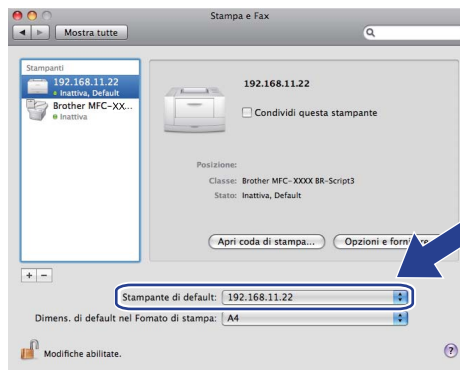 Stampa e Fax
Mostra tutte
Stampanti
192.168.11.22
Inattiva, Default
Brother MFC-XX...
Inattiva
192.168.11.22
Condividi questa stampante
Posizione:
Classe: Brother MFC-XXXX BR-Script3
Stato: Inattiva, Default
Apri coda di stampa...
Opzioni e
+ -
Stampante di default: 192.168.11.22
Dimens. di default nel Fomato di stampa: A4
Modifiche abilitate.
?